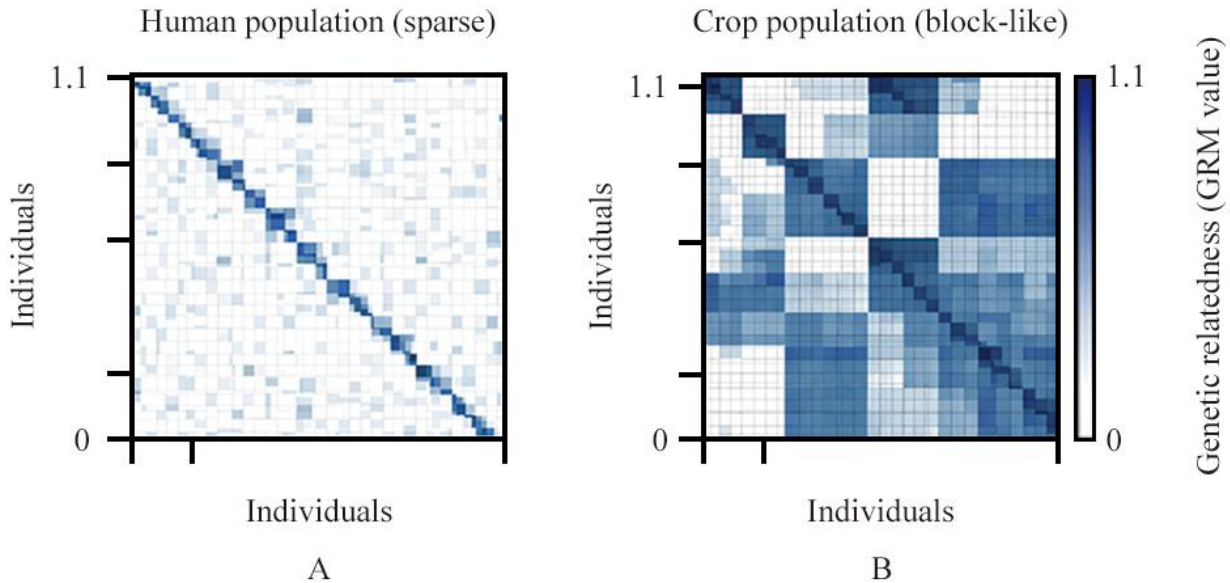 Human population (sparse)
Crop population (block-like)
1.1
0
Individuals
Individuals
A
1.1
0
Individuals
Individuals
B
1.1
0
Genetic relatedness (GRM value)